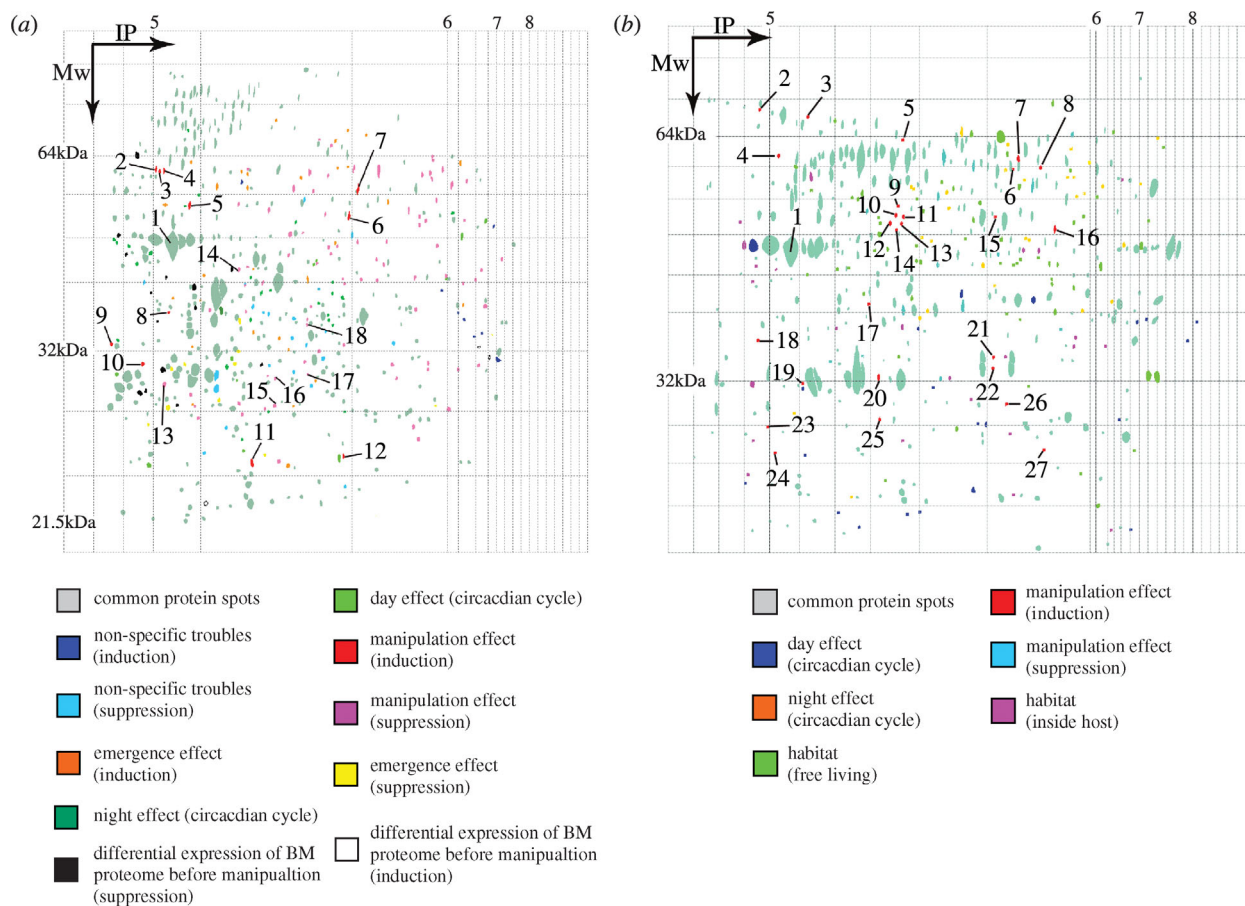 (a)
IP
Mw
5
6
7
8
64kDa
32kDa
21.5kDa
1
2
3
4
5
6
7
8
9
10
11
12
13
14
15
16
17
18
common protein spots
non-specific troubles
(induction)
non-specific troubles
(suppression)
emergence effect
(induction)
night effect (circacdian cycle)
differential expression of BM
proteome before manipualtion
(suppression)
day effect (circacdian cycle)
manipulation effect
(induction)
manipulation effect
(suppression)
emergence effect
(suppression)
differential expression of BM
proteome before manipualtion
(induction)
(b)
IP
Mw
5
6
7
8
64kDa
32kDa
1
2
3
4
5
6
7
8
9
10
11
12
13
14
15
16
17
18
19
20
21
22
23
24
25
26
27
common protein spots
day effect
(circacdian cycle)
night effect
(circacdian cycle)
habitat
(free living)
manipulation effect
(induction)
manipulation effect
(suppression)
habitat
(inside host)